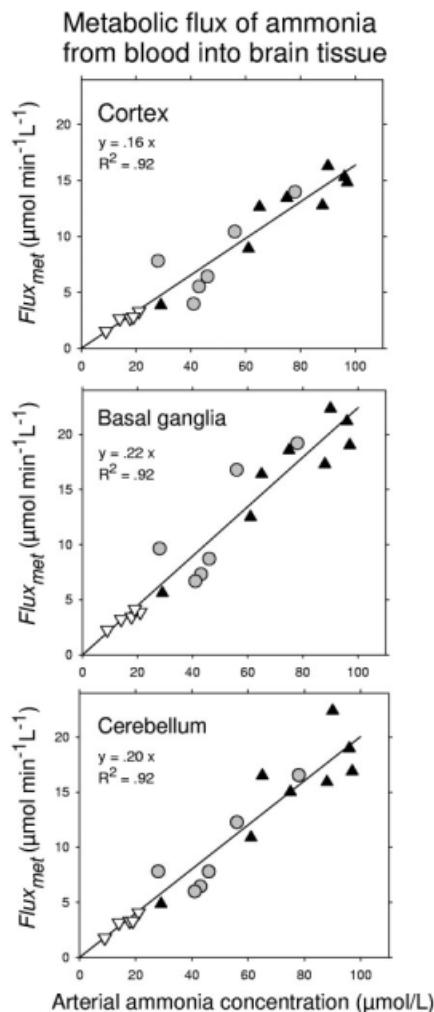 Metabolic flux of ammonia
from blood into brain tissue
Cortex
y = .16 x
R² = .92
20
15
10
5
0
Flux_met (µmol min⁻¹L⁻¹)
0 20 40 60 80 100
Basal ganglia
y = .22 x
R² = .92
20
15
10
5
0
Flux_met (µmol min⁻¹L⁻¹)
0 20 40 60 80 100
Cerebellum
y = .20 x
R² = .92
20
15
10
5
0
Flux_met (µmol min⁻¹L⁻¹)
0 20 40 60 80 100
Arterial ammonia concentration (µmol/L)